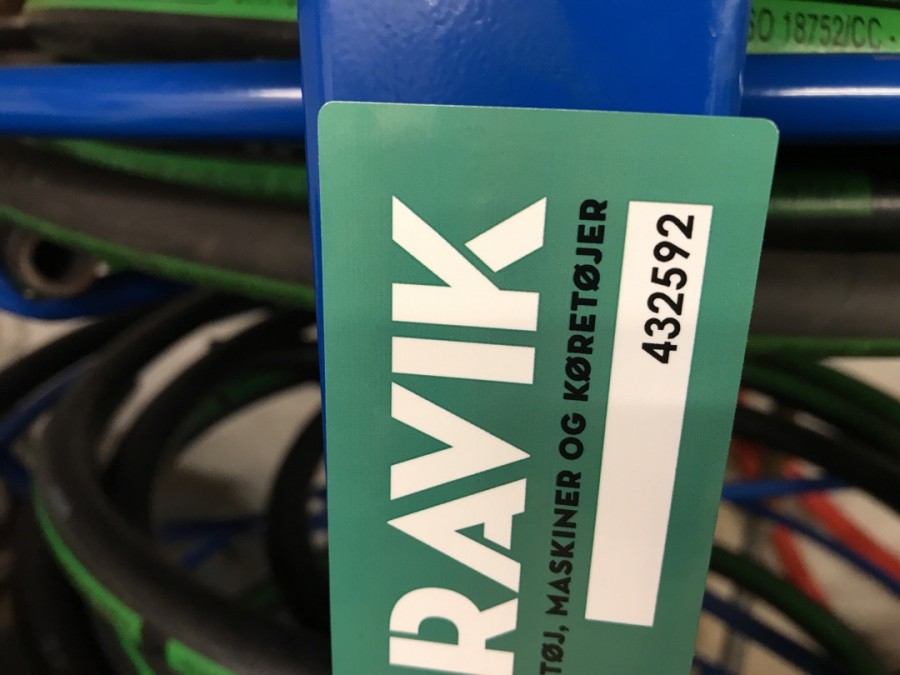 SO 18752/CC -
RAVIK
TØJ, MASKINER OG KØRETØJER
432592